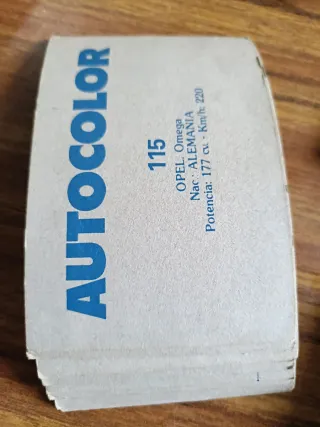 AUTOCOLOR
115
OPEL Omega
Nac· ALEMANIA
Potencia: 177 cv. - Km/h: 220